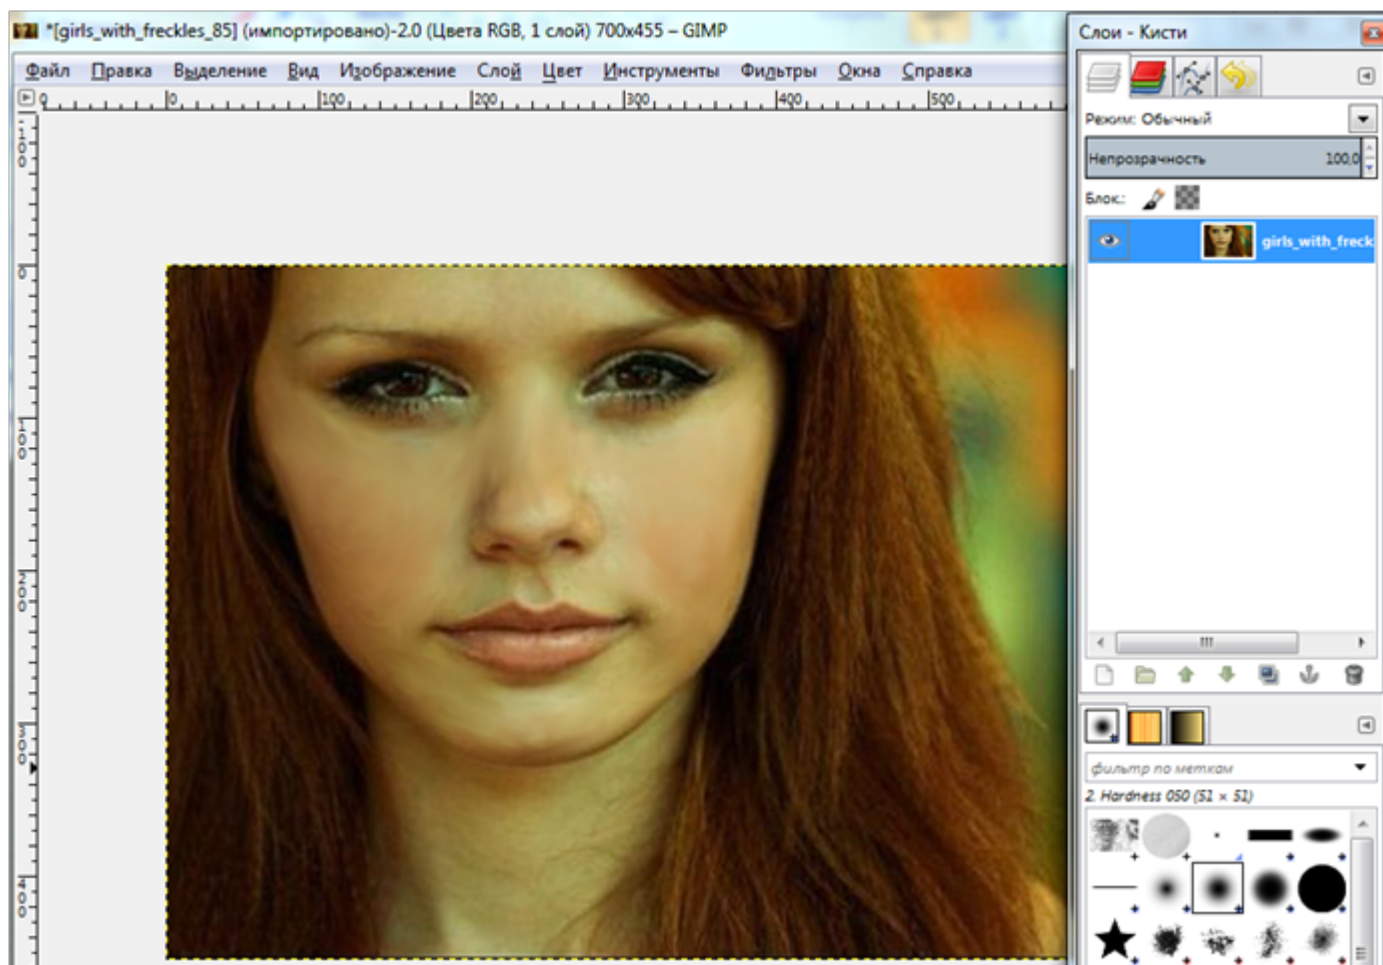 *[girls_with_freckles_85] (импортировано)-2.0 (Цвета RGB, 1 слой) 700x455 – GIMP
Файл Правка Выделение Вид Изображение Слой Цвет Инструменты Фильтры Окна Справка
0 100 200 300 400 500
100
0
100
200
300
400
Слои - Кисти
Режим: Обычный
Непрозрачность 100,0
Блок.:
girls_with_freck
фильтр по меткам
2. Hardness 050 (51 × 51)